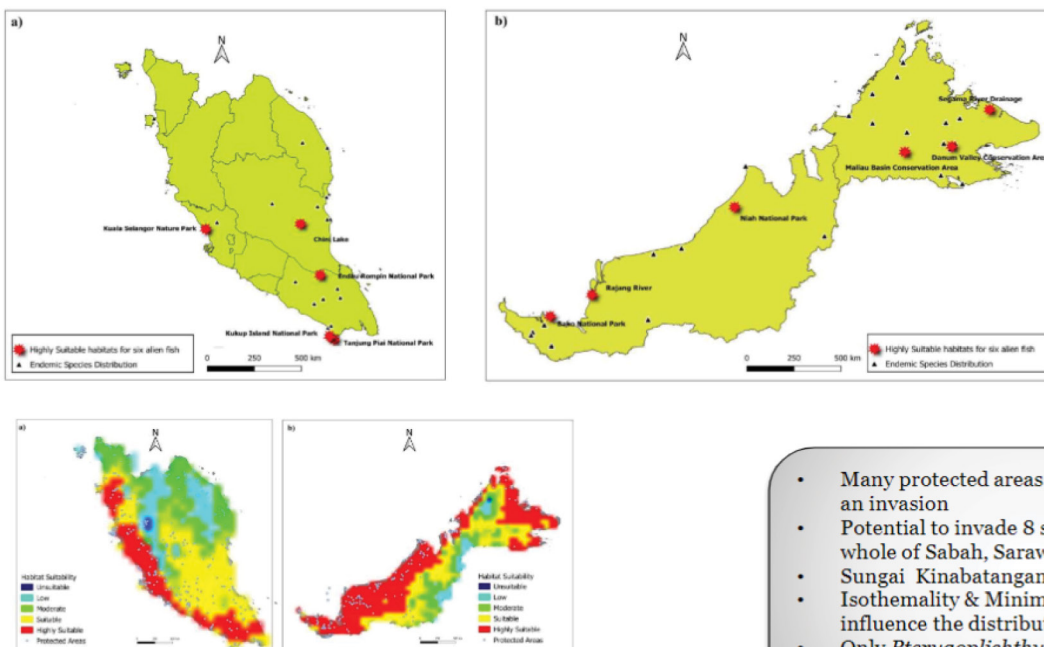 a)
N
Kuala Selangor Nature Park
Chini Lake
Endau Rompin National Park
Kukup Island National Park
Tanjung Piai National Park
Highly Suitable habitats for six alien fish
Endemic Species Distribution
0 250 500 km
b)
N
Segama River Drainage
Danum Valley Conservation Are
Maliau Basin Conservation Area
Niah National Park
Rajang River
Bako National Park
Highly Suitable habitats for six alien fish
Endemic Species Distribution
0 250 500 km
a)
N
Habitat Suitability
Unsuitable
Low
Moderate
Suitable
Highly Suitable
Protected Areas
b)
N
Habitat Suitability
Unsuitable
Low
Moderate
Suitable
Highly Suitable
Protected Areas
• Many protected areas
an invasion
• Potential to invade 8 s
whole of Sabah, Saraw
• Sungai Kinabatangan
• Isothemality & Minim
influence the distribut
• Only